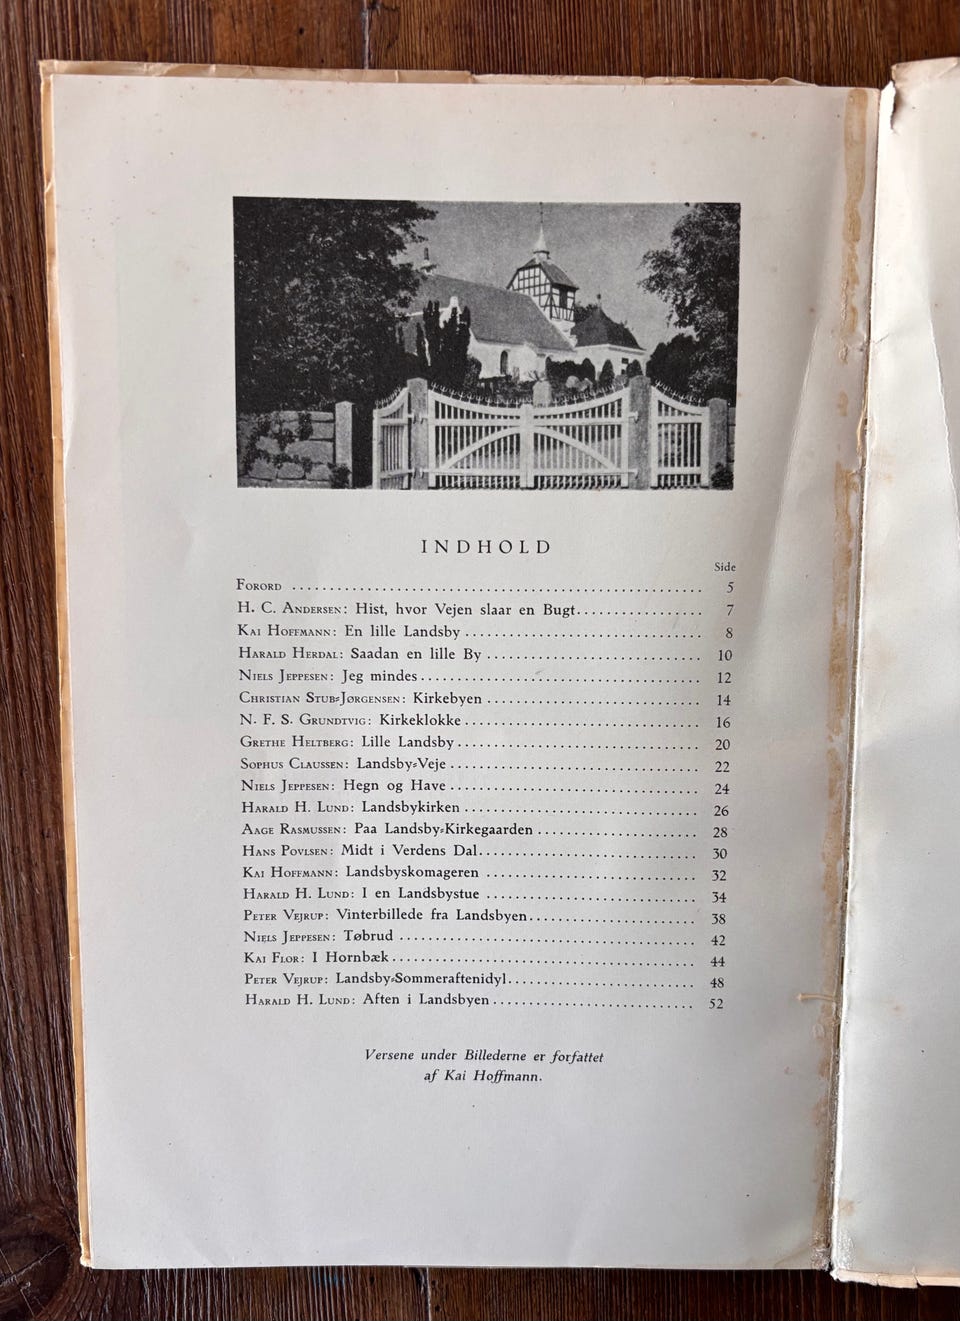 INDHOLD
Side
Forord ........................................................ 5
H. C. Andersen: Hist, hvor Vejen slaar en Bugt................. 7
Kai Hoffmann: En lille Landsby ................................ 8
Harald Herdal: Saadan en lille By ............................. 10
Niels Jeppesen: Jeg mindes..................................... 12
Christian Stub-Jørgensen: Kirkebyen ........................... 14
N. F. S. Grundtvig: Kirkeklokke ............................... 16
Grethe Heltberg: Lille Landsby................................. 20
Sophus Claussen: Landsby-Veje ................................. 22
Niels Jeppesen: Hegn og Have .................................. 24
Harald H. Lund: Landsbykirken ................................. 26
Aage Rasmussen: Paa Landsby-Kirkegaarden ...................... 28
Hans Povlsen: Midt i Verdens Dal............................... 30
Kai Hoffmann: Landsbyskomageren ............................... 32
Harald H. Lund: I en Landsbystue .............................. 34
Peter Vejrup: Vinterbillede fra Landsbyen...................... 38
Niels Jeppesen: Tøbrud ........................................ 42
Kai Flor: I Hornbæk............................................ 44
Peter Vejrup: Landsby-Sommeraftenidyl.......................... 48
Harald H. Lund: Aften i Landsbyen ............................. 52
Versene under Billederne er forfattet
af Kai Hoffmann.